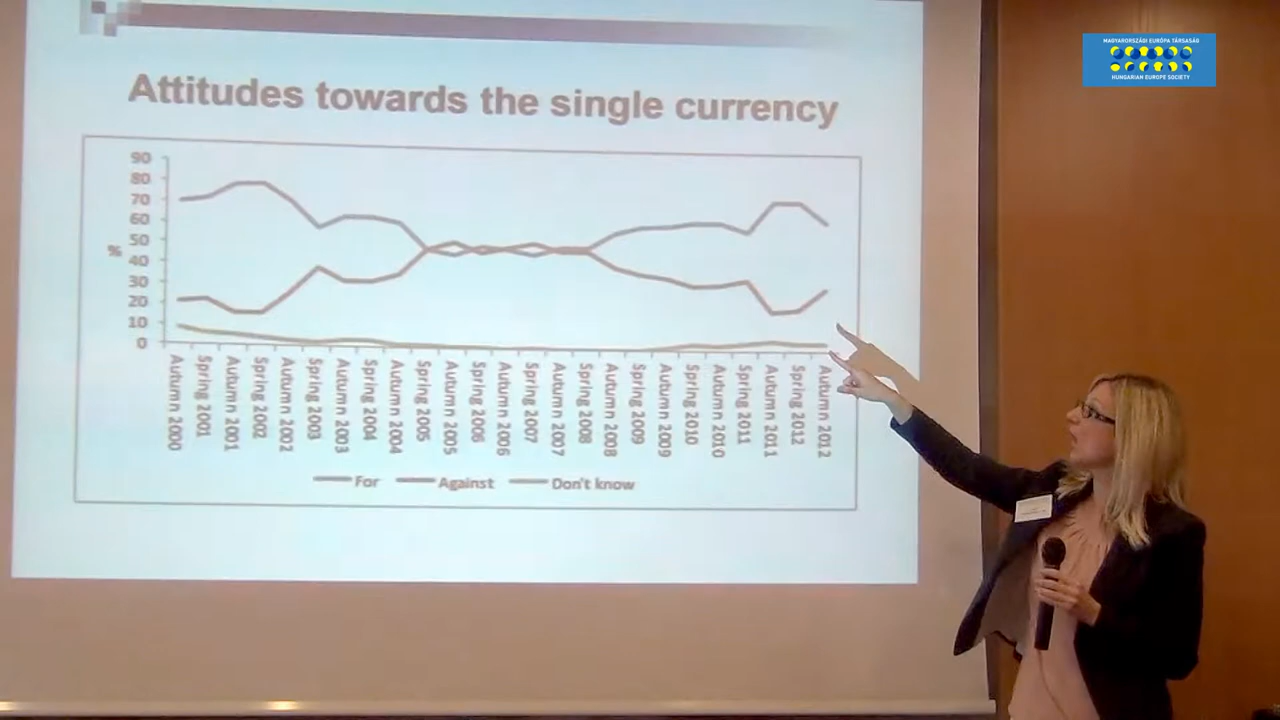 MAGYARORSZÁGI EURÓPA TÁRSASÁG
HUNGARIAN EUROPE SOCIETY
Attitudes towards the single currency
90
80
70
60
50
40
30
20
10
0
%
Autumn 2000
Spring 2001
Autumn 2001
Spring 2002
Autumn 2002
Spring 2003
Autumn 2003
Spring 2004
Autumn 2004
Spring 2005
Autumn 2005
Spring 2006
Autumn 2006
Spring 2007
Autumn 2007
Spring 2008
Autumn 2008
Spring 2009
Autumn 2009
Spring 2010
Autumn 2010
Spring 2011
Autumn 2011
Spring 2012
Autumn 2012
For Against Don't know